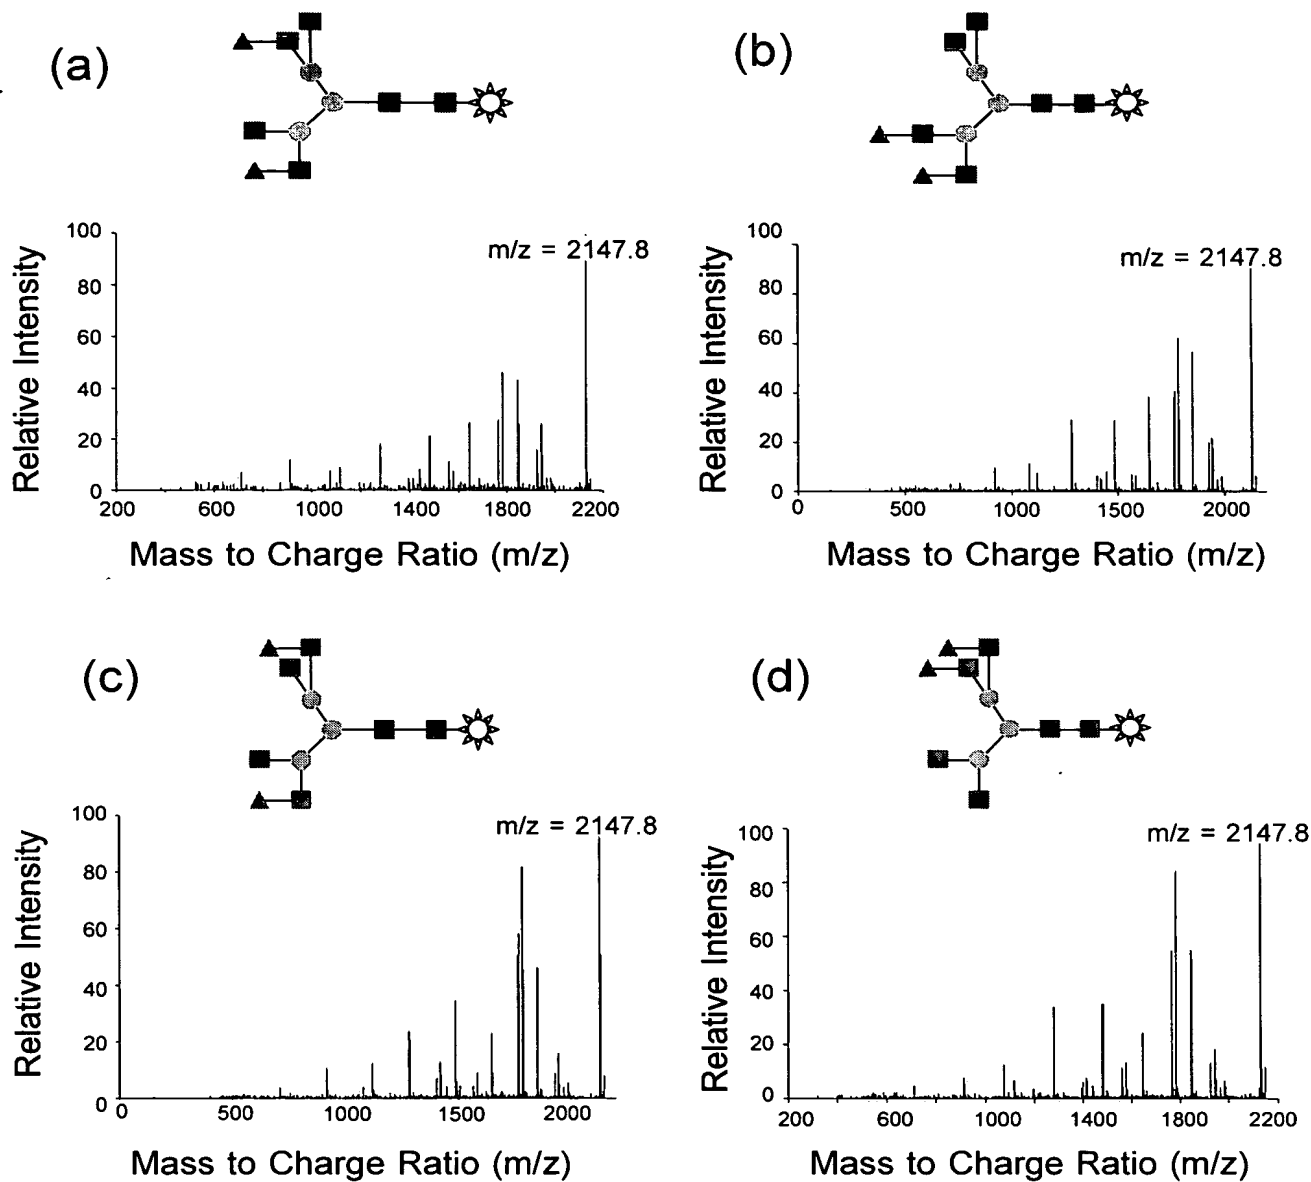 (a)
(b)
m/z = 2147.8
m/z = 2147.8
Relative Intensity
Relative Intensity
100
80
60
40
20
0
100
80
60
40
20
0
200 600 1000 1400 1800 2200
0 500 1000 1500 2000
Mass to Charge Ratio (m/z)
Mass to Charge Ratio (m/z)
(c)
(d)
m/z = 2147.8
m/z = 2147.8
Relative Intensity
Relative Intensity
100
80
60
40
20
0
100
80
60
40
20
0
0 500 1000 1500 2000
200 600 1000 1400 1800 2200
Mass to Charge Ratio (m/z)
Mass to Charge Ratio (m/z)